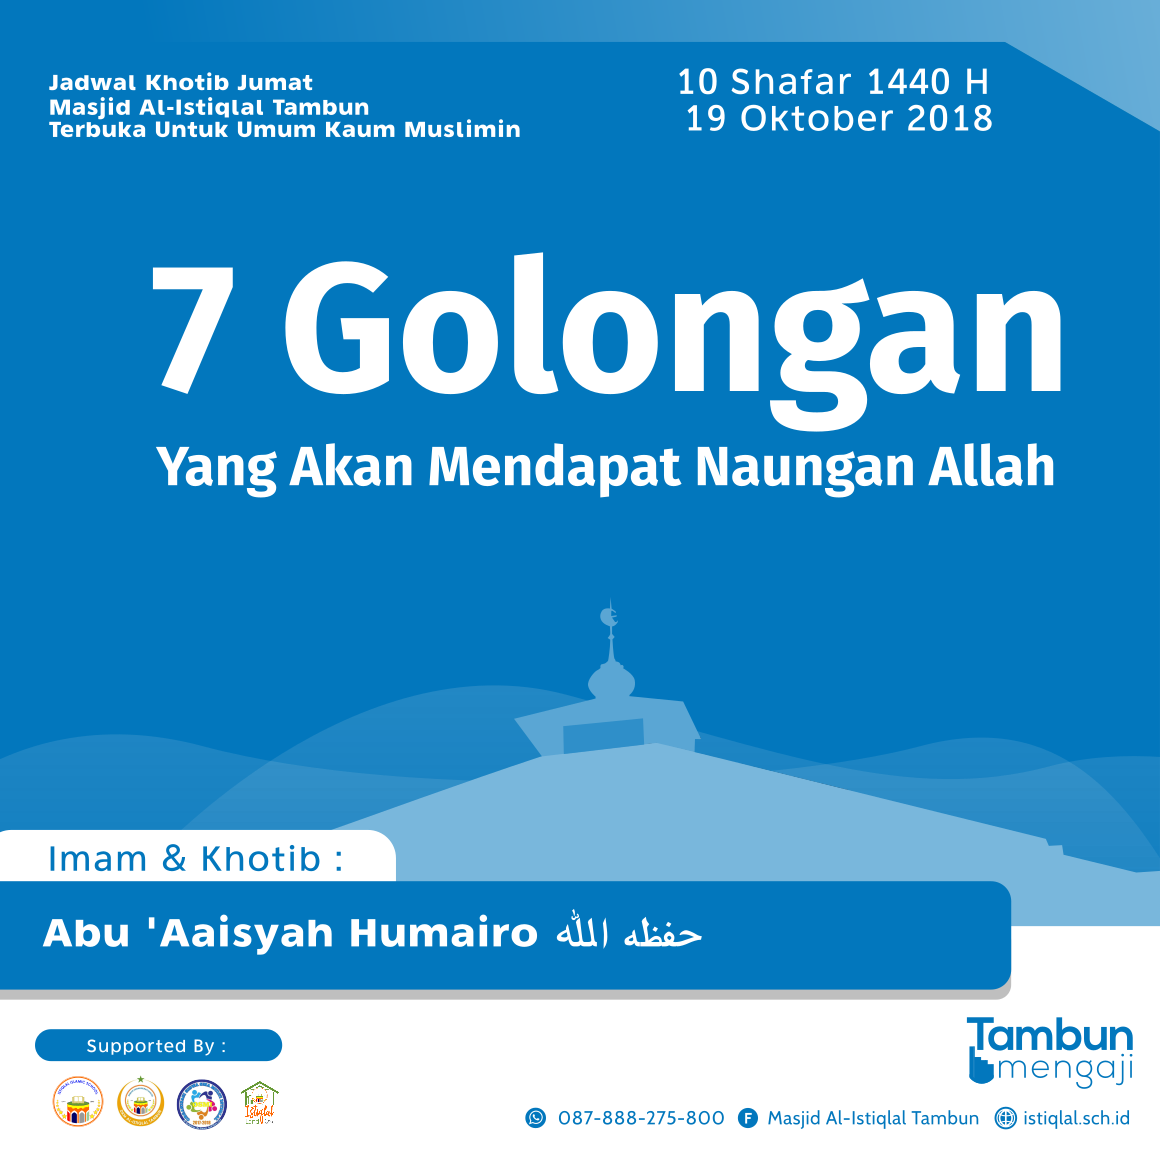 Jadwal Khotib Jumat
Masjid Al-Istiqlal Tambun
Terbuka Untuk Umum Kaum Muslimin
10 Shafar 1440 H
19 Oktober 2018
7 Golongan
Yang Akan Mendapat Naungan Allah
Imam & Khotib :
Abu 'Aaisyah Humairo حفظه الله
Supported By :
Istiqlal
Tambun
mengaji
087-888-275-800
Masjid Al-Istiqlal Tambun
istiqlal.sch.id